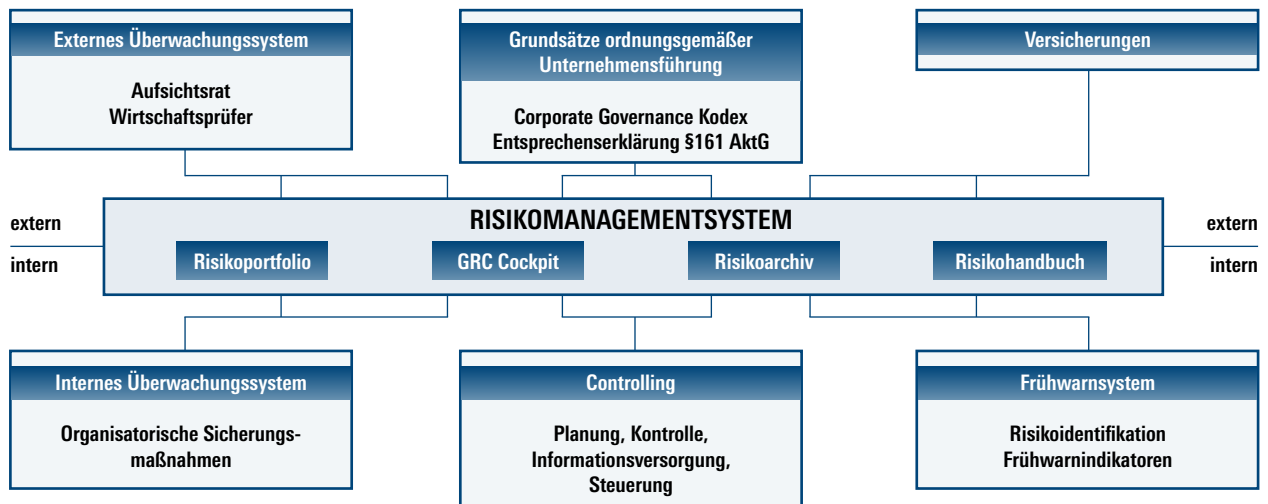 Externes Überwachungssystem
Aufsichtsrat
Wirtschaftsprüfer
Grundsätze ordnungsgemäßer
Unternehmensführung
Corporate Governance Kodex
Entsprechenserklärung §161 AktG
Versicherungen
extern
intern
RISIKOMANAGEMENTSYSTEM
Risikoportfolio
GRC Cockpit
Risikoarchiv
Risikohandbuch
extern
intern
Internes Überwachungssystem
Organisatorische Sicherungs-
maßnahmen
Controlling
Planung, Kontrolle,
Informationsversorgung,
Steuerung
Frühwarnsystem
Risikoidentifikation
Frühwarnindikatoren